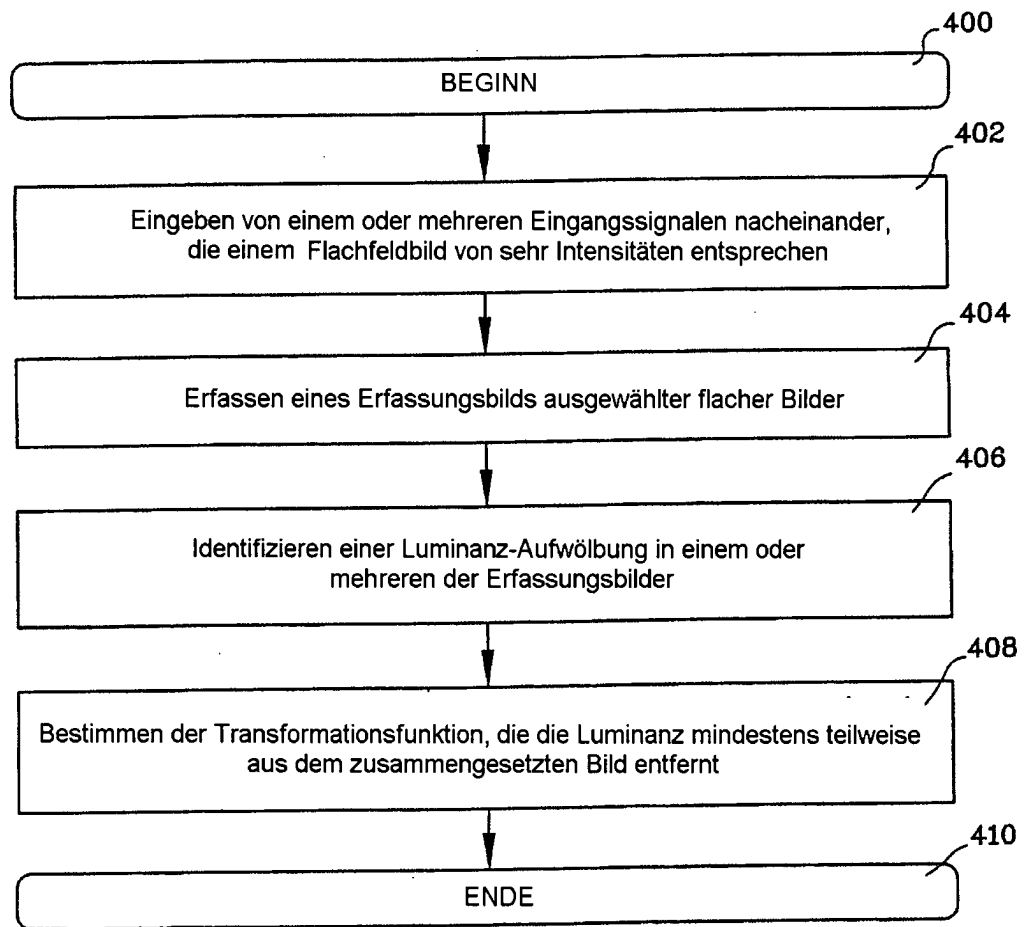 400
BEGINN
402
Eingeben von einem oder mehreren Eingangssignalen nacheinander,
die einem Flachfeldbild von sehr Intensitäten entsprechen
404
Erfassen eines Erfassungsbilds ausgewählter flacher Bilder
406
Identifizieren einer Luminanz-Aufwölbung in einem oder
mehreren der Erfassungsbilder
408
Bestimmen der Transformationsfunktion, die die Luminanz mindestens teilweise
aus dem zusammengesetzten Bild entfernt
410
ENDE